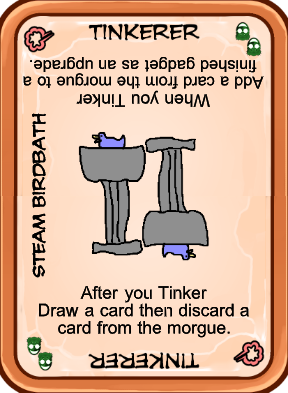 TINKERER
When you Tinker
Add a card from the morgue to a
finished gadget as an upgrade.
STEAM BIRDBATH
After you Tinker
Draw a card then discard a
card from the morgue.
TINKERER